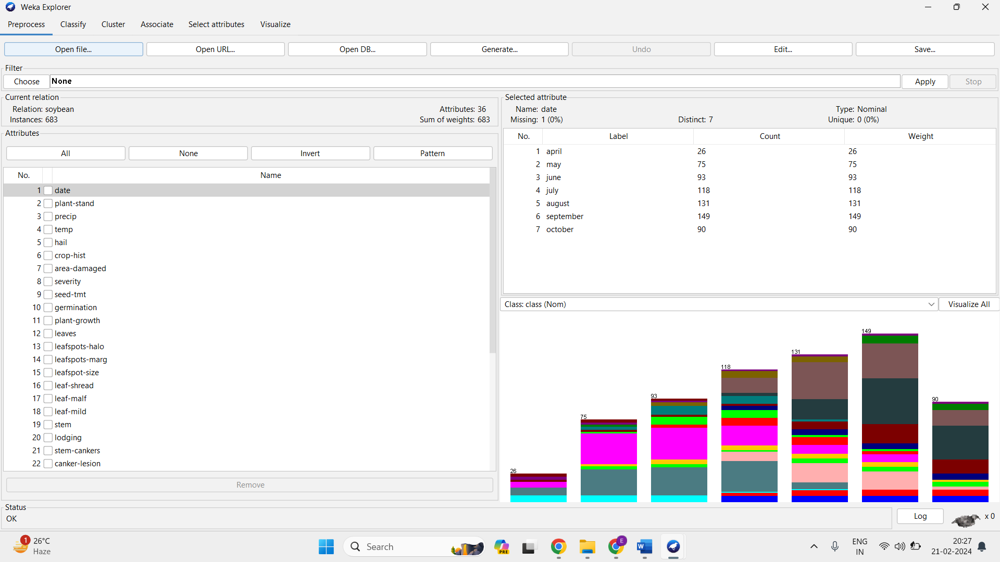 Weka Explorer
Preprocess Classify Cluster Associate Select attributes Visualize
Open file... Open URL... Open DB... Generate... Undo Edit... Save...
Filter
Choose None Apply Stop
Current relation
Relation: soybean Attributes: 36
Instances: 683 Sum of weights: 683
Attributes
All None Invert Pattern
No. Name
1 date
2 plant-stand
3 precip
4 temp
5 hail
6 crop-hist
7 area-damaged
8 severity
9 seed-tmt
10 germination
11 plant-growth
12 leaves
13 leafspots-halo
14 leafspots-marg
15 leafspot-size
16 leaf-shread
17 leaf-malf
18 leaf-mild
19 stem
20 lodging
21 stem-cankers
22 canker-lesion
Remove
Selected attribute
Name: date Type: Nominal
Missing: 1 (0%) Distinct: 7 Unique: 0 (0%)
No. Label Count Weight
1 april 26 26
2 may 75 75
3 june 93 93
4 july 118 118
5 august 131 131
6 september 149 149
7 october 90 90
Class: class (Nom) Visualize All
26 75 93 118 131 149 90
Status
OK
Log x 0
1 26°C
Haze
Search
PRE
E
W
ENG
IN
20:27
21-02-2024